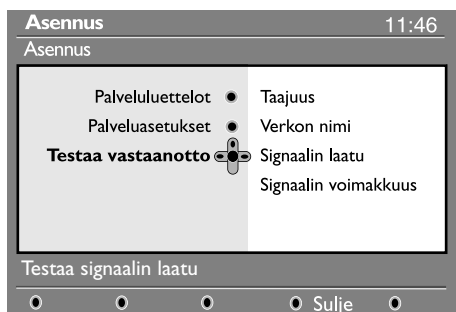 Asennus 11:46
Asennus
Palveluluettelot Taajuus
Palveluasetukset Verkon nimi
Testaa vastaanotto Signaalin laatu
Signaalin voimakkuus
Testaa signaalin laatu
Sulje